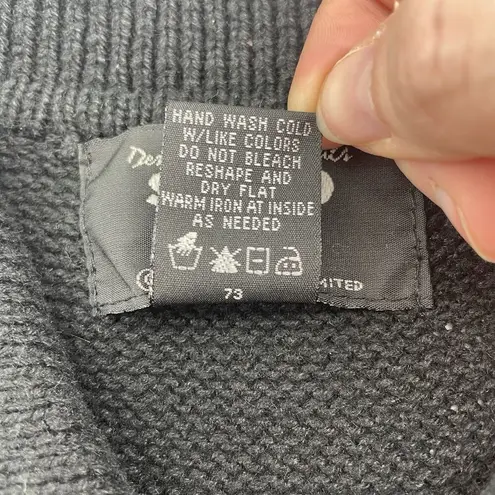 HAND WASH COLD
W/LIKE COLORS
DO NOT BLEACH
RESHAPE AND
DRY FLAT
WARM IRON AT INSIDE
AS NEEDED
73